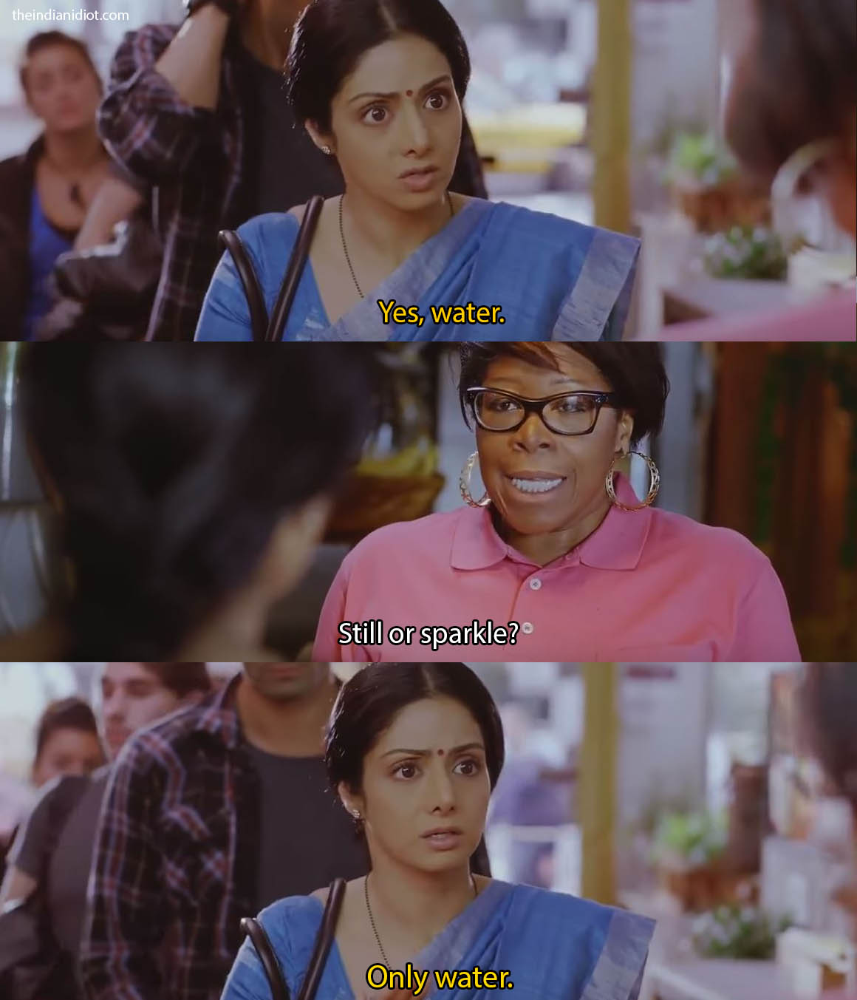 theindianidiot.com
Yes, water.
Still or sparkle?
Only water.